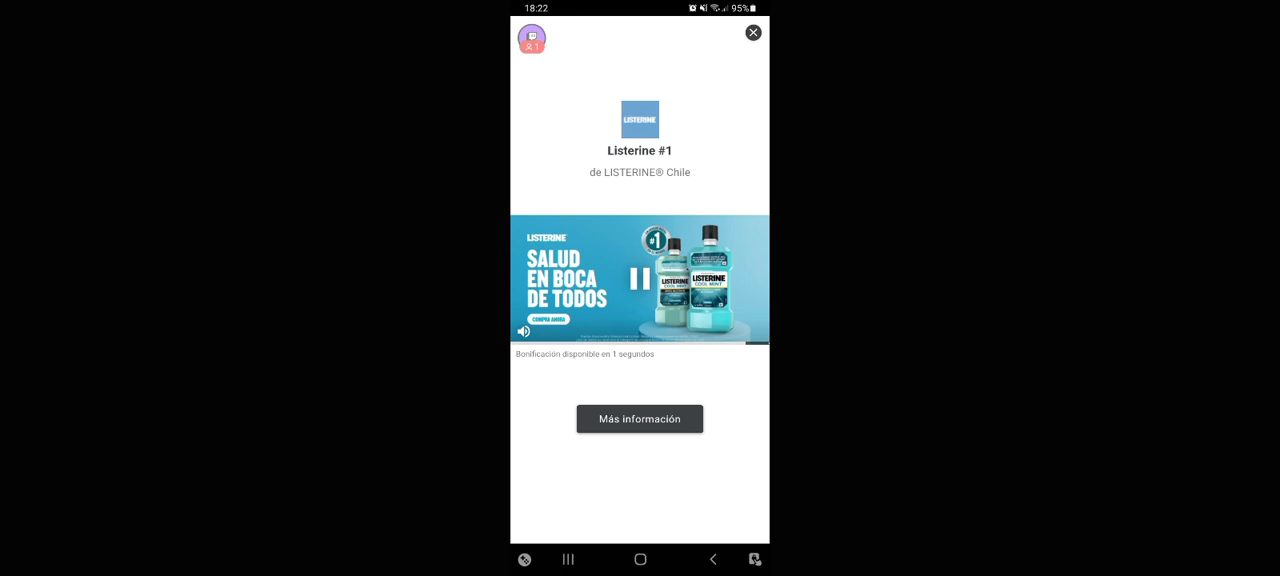 18:22
95%
1
LISTERINE
Listerine #1
de LISTERINE® Chile
LISTERINE
SALUD
EN BOCA
DE TODOS
COMPRA AHORA
#1
LISTERINE
COOL MINT
LISTERINE
COOL MINT
Bonificación disponible en 1 segundos
Más información